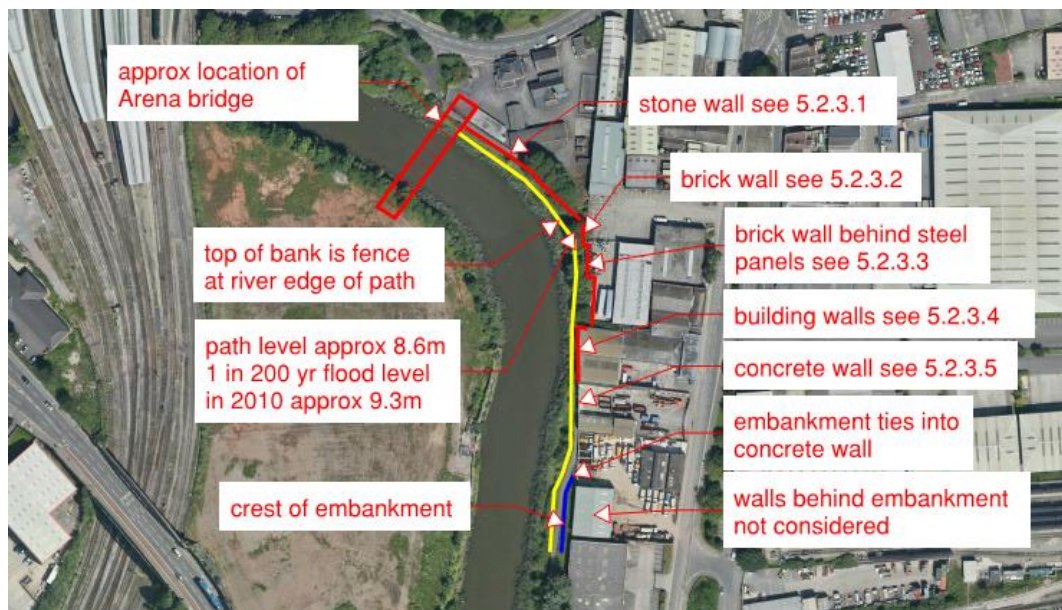 approx location of
Arena bridge
stone wall see 5.2.3.1
brick wall see 5.2.3.2
top of bank is fence
at river edge of path
brick wall behind steel
panels see 5.2.3.3
building walls see 5.2.3.4
path level approx 8.6m
1 in 200 yr flood level
in 2010 approx 9.3m
concrete wall see 5.2.3.5
embankment ties into
concrete wall
crest of embankment
walls behind embankment
not considered